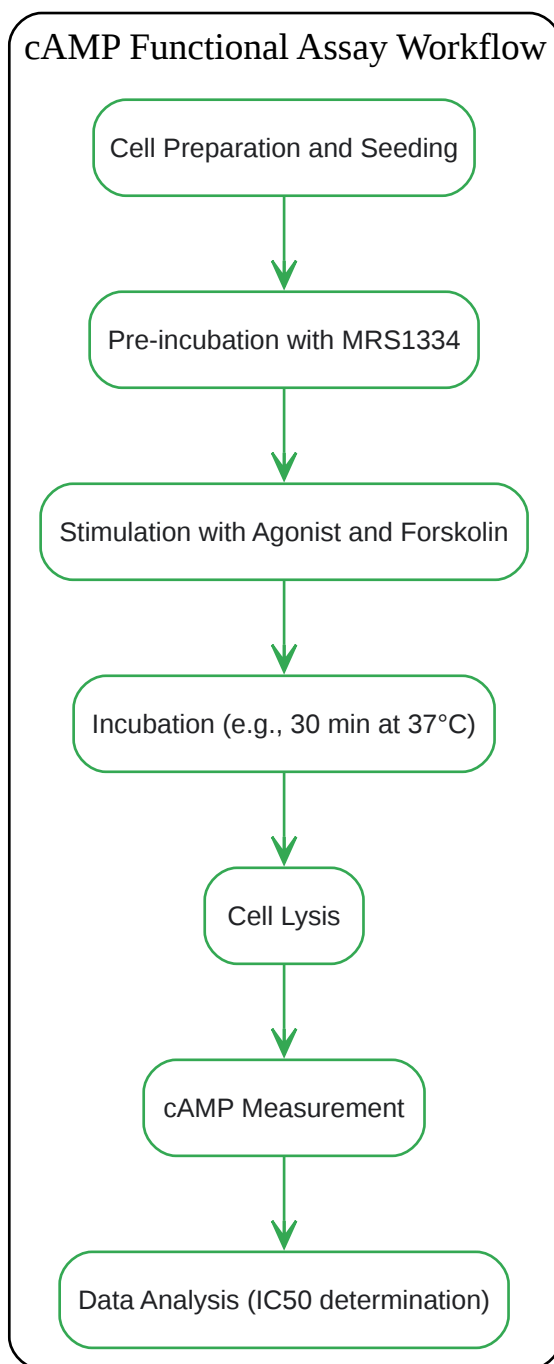 cAMP Functional Assay Workflow
Cell Preparation and Seeding
Pre-incubation with MRS1334
Stimulation with Agonist and Forskolin
Incubation (e.g., 30 min at 37°C)
Cell Lysis
cAMP Measurement
Data Analysis (IC50 determination)